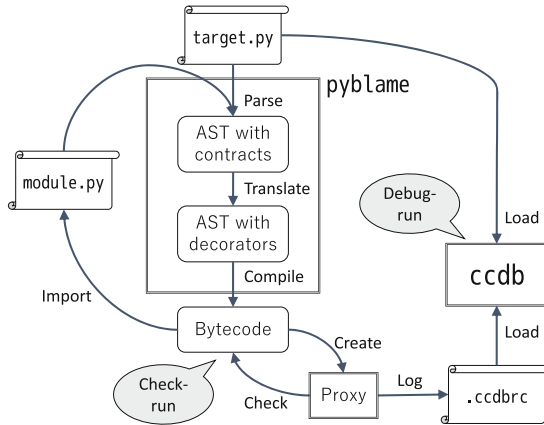 target.py
pyblame
Parse
AST with
contracts
module.py
Translate
Debug-
run
AST with
decorators
Load
ccdb
Compile
Import
Bytecode
Create
Load
Check-
run
Check
Proxy
Log
.ccdbrc